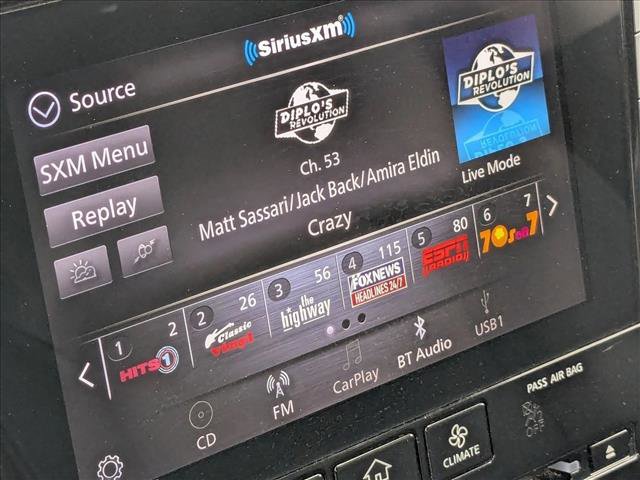 SiriusXm
Source
DIPLO'S
REVOLUTION
DIPLO'S
REVOLUTION
Ch. 53
SXM Menu
Live Mode
Matt Sassari/Jack Back/Amira Eldin
Replay
Crazy
1 2
HITS 1
2 26
Classic
vinyl
3 56
the
highway
4 115
FOX NEWS
HEADLINES 24/7
5 80
ESPN
RADIO
6 7
70s on 7
CD
FM
CarPlay
BT Audio
USB1
PASS AIR BAG
OFF
CLIMATE